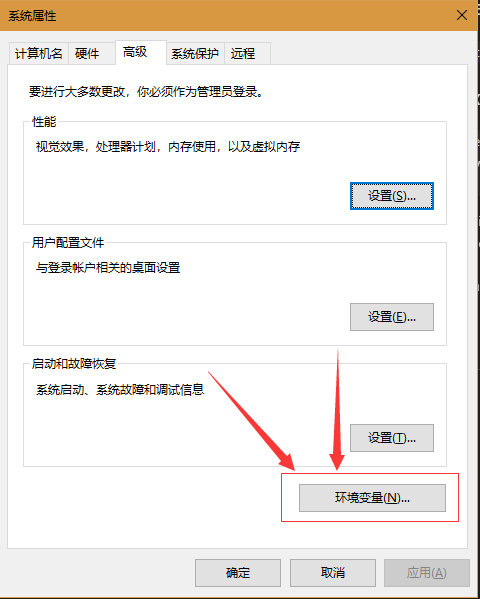 系统属性
计算机名 硬件 高级 系统保护 远程
要进行大多数更改，你必须作为管理员登录。
性能
视觉效果，处理器计划，内存使用，以及虚拟内存
设置(S)...
用户配置文件
与登录帐户相关的桌面设置
设置(E)...
启动和故障恢复
系统启动、系统故障和调试信息
设置(T)...
环境变量(N)...
确定 取消 应用(A)